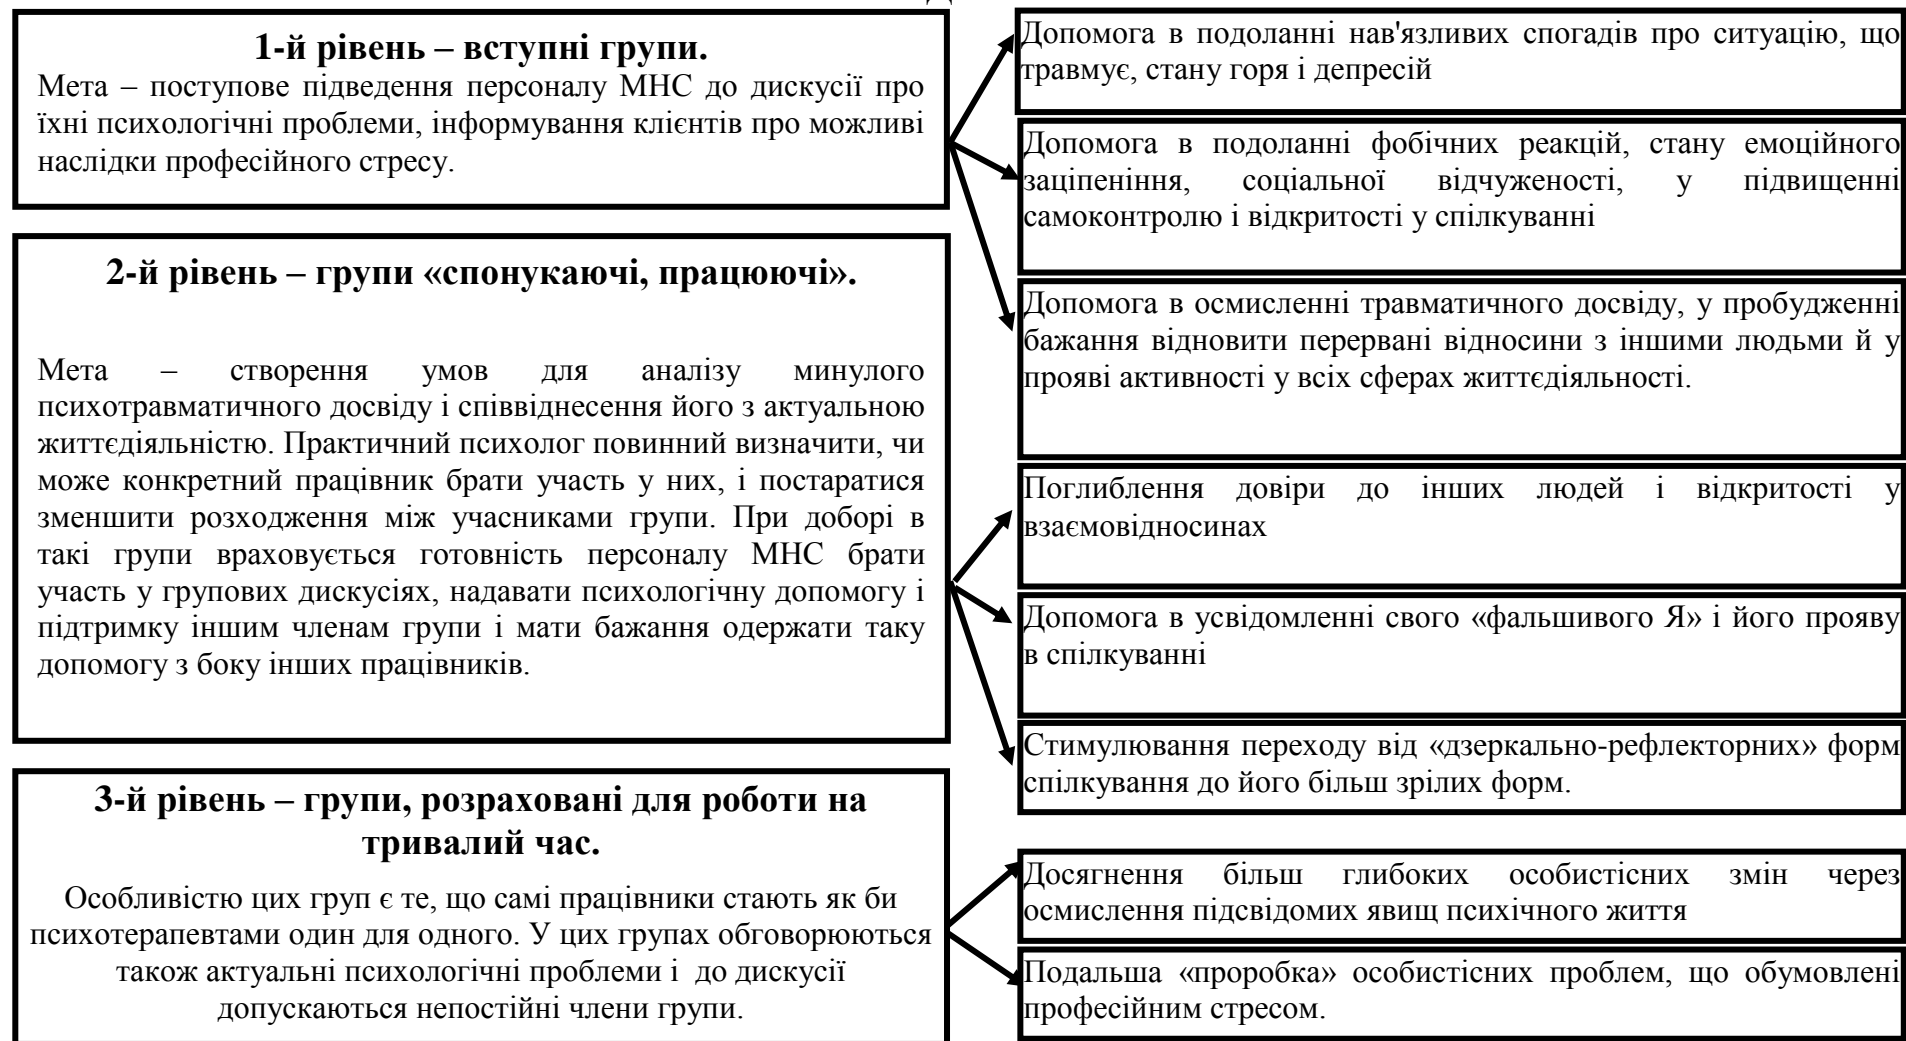 1-й рівень – вступні групи.
Мета – поступове підведення персоналу МНС до дискусії про
їхні психологічні проблеми, інформування клієнтів про можливі
наслідки професійного стресу.
Допомога в подоланні нав'язливих спогадів про ситуацію, що
травмує, стану горя і депресій
Допомога в подоланні фобічних реакцій, стану емоційного
заціпеніння, соціальної відчуженості, у підвищенні
самоконтролю і відкритості у спілкуванні
Допомога в осмисленні травматичного досвіду, у пробудженні
бажання відновити перервані відносини з іншими людьми й у
прояві активності у всіх сферах життєдіяльності.
2-й рівень – групи «спонукаючі, працюючі».
Мета – створення умов для аналізу минулого
психотравматичного досвіду і співвіднесення його з актуальною
життєдіяльністю. Практичний психолог повинний визначити, чи
може конкретний працівник брати участь у них, і постаратися
зменшити розходження між учасниками групи. При доборі в
такі групи враховується готовність персоналу МНС брати
участь у групових дискусіях, надавати психологічну допомогу і
підтримку іншим членам групи і мати бажання одержати таку
допомогу з боку інших працівників.
Поглиблення довіри до інших людей і відкритості у
взаємовідносинах
Допомога в усвідомленні свого «фальшивого Я» і його прояву
в спілкуванні
Стимулювання переходу від «дзеркально-рефлекторних» форм
спілкування до його більш зрілих форм.
3-й рівень – групи, розраховані для роботи на
тривалий час.
Особливістю цих груп є те, що самі працівники стають як би
психотерапевтами один для одного. У цих групах обговорюються
також актуальні психологічні проблеми і до дискусії
допускаються непостійні члени групи.
Досягнення більш глибоких особистісних змін через
осмислення підсвідомих явищ психічного життя
Подальша «проробка» особистісних проблем, що обумовлені
професійним стресом.